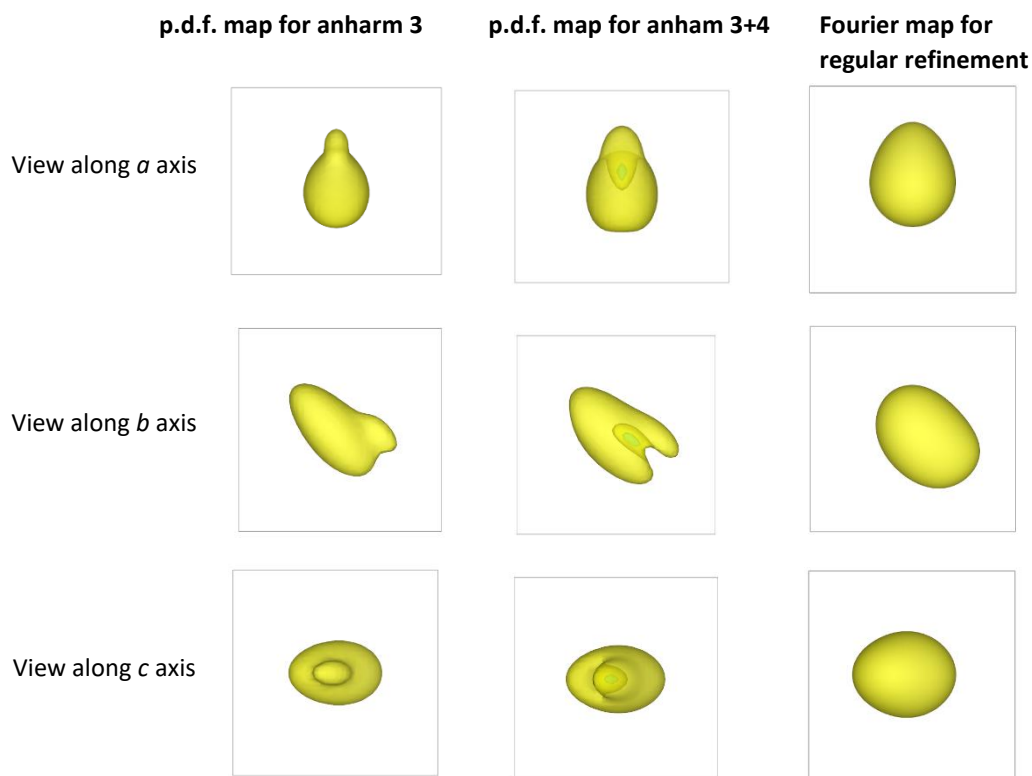 p.d.f. map for anharm 3
p.d.f. map for anham 3+4
Fourier map for
regular refinement
View along a axis
View along b axis
View along c axis